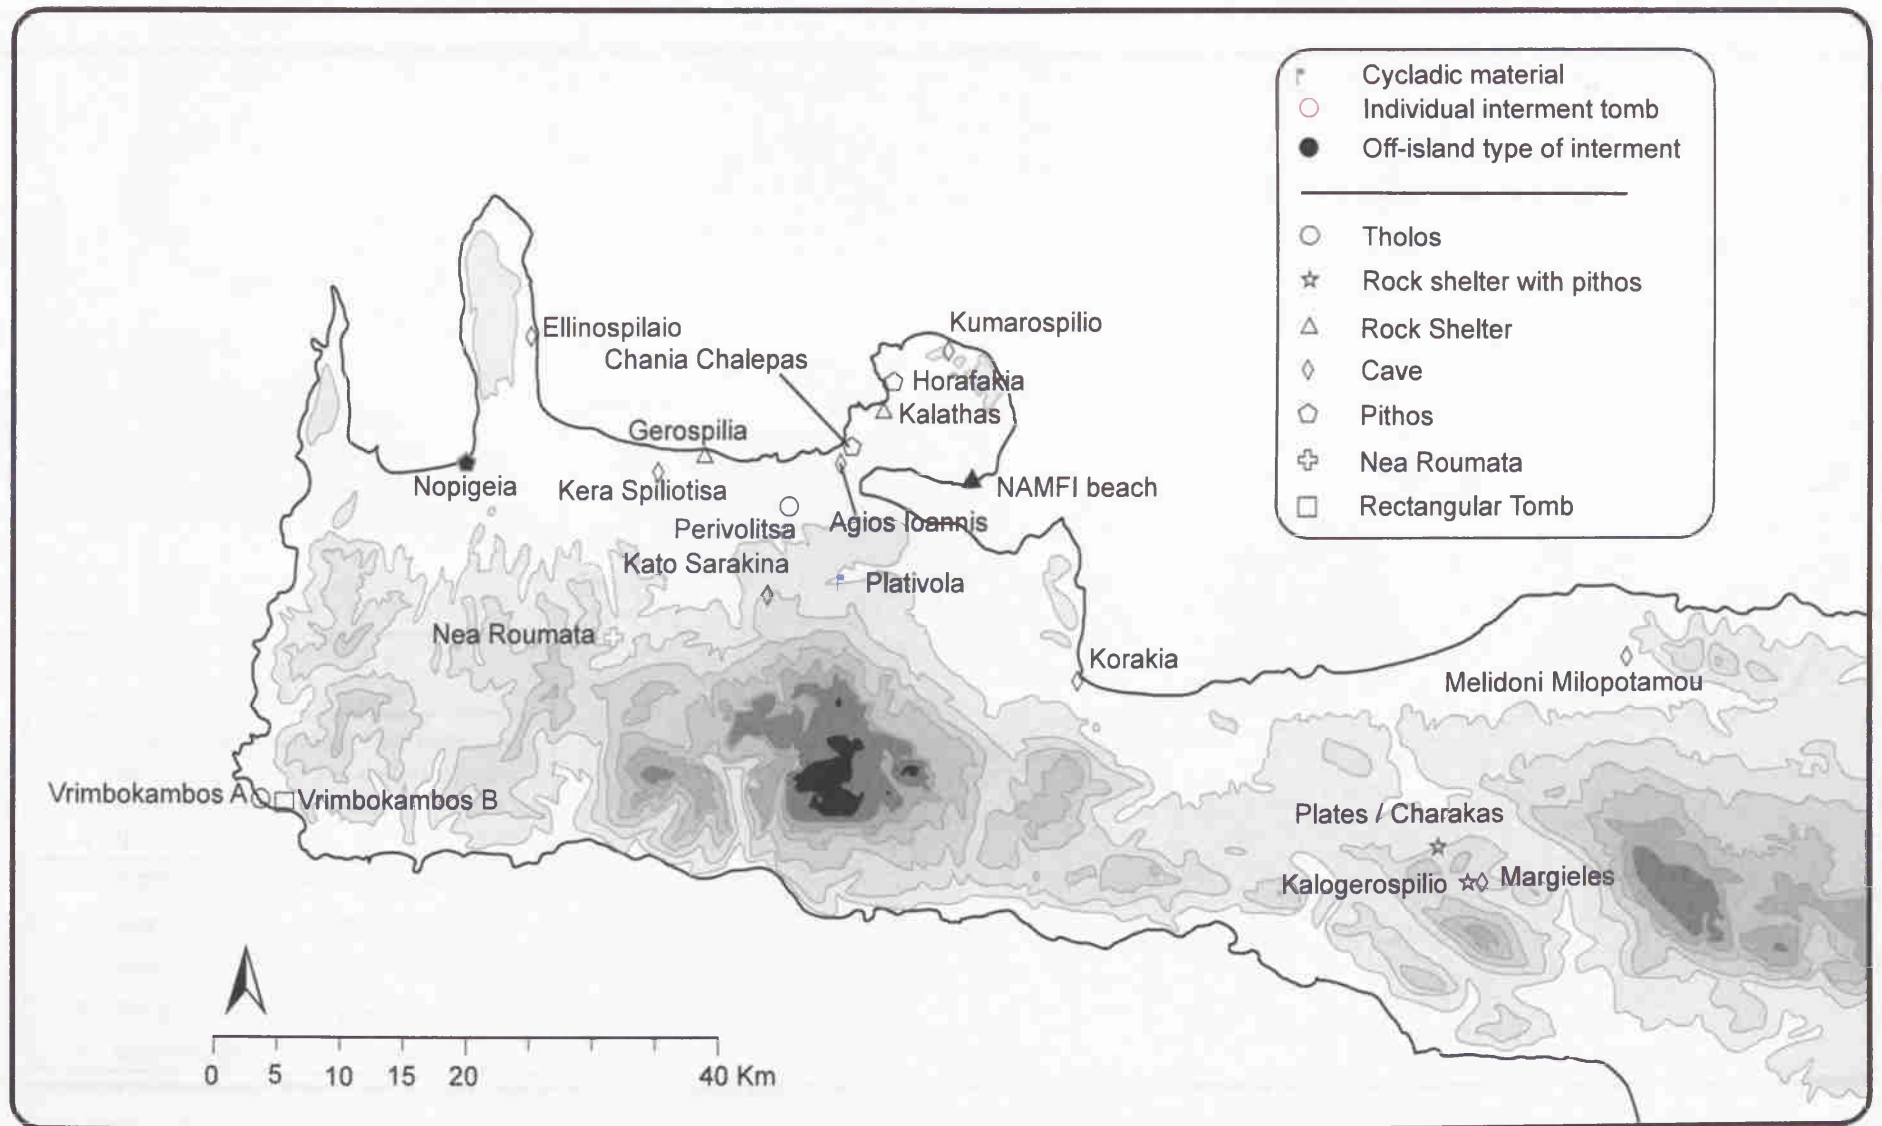 Cycladic material
Individual interment tomb
Off-island type of interment
Tholos
Rock shelter with pithos
Rock Shelter
Cave
Pithos
Nea Roumata
Rectangular Tomb
Kumarospilio
Ellinospilaio
Chania Chalepas
Horafakia
Kalathas
Gerospilia
Nopigeia
Kera Spiliotisa
NAMFI beach
Perivolitsa
Agios Ioannis
Kato Sarakina
Plativola
Nea Roumata
Korakia
Melidoni Milopotamou
Vrimbokambos A
Vrimbokambos B
Plates / Charakas
Kalogerospilio
Margieles
0 5 10 15 20 40 Km